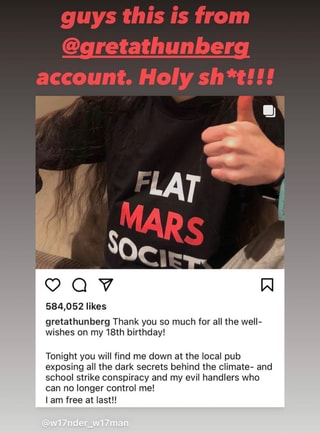 guys this is from
@gretathunberg
account. Holy sh*t!!!
FLAT
MARS
SOCIETY
584,052 likes
gretathunberg Thank you so much for all the well-
wishes on my 18th birthday!
Tonight you will find me down at the local pub
exposing all the dark secrets behind the climate- and
school strike conspiracy and my evil handlers who
can no longer control me!
I am free at last!!
@w17nder_w17man